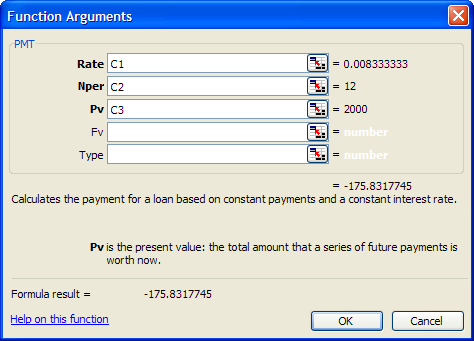 Function Arguments
PMT
Rate C1 = 0.008333333
Nper C2 = 12
Pv C3 = 2000
Fv = number
Type = number
= -175.8317745
Calculates the payment for a loan based on constant payments and a constant interest rate.
Pv is the present value: the total amount that a series of future payments is
worth now.
Formula result = -175.8317745
Help on this function OK Cancel